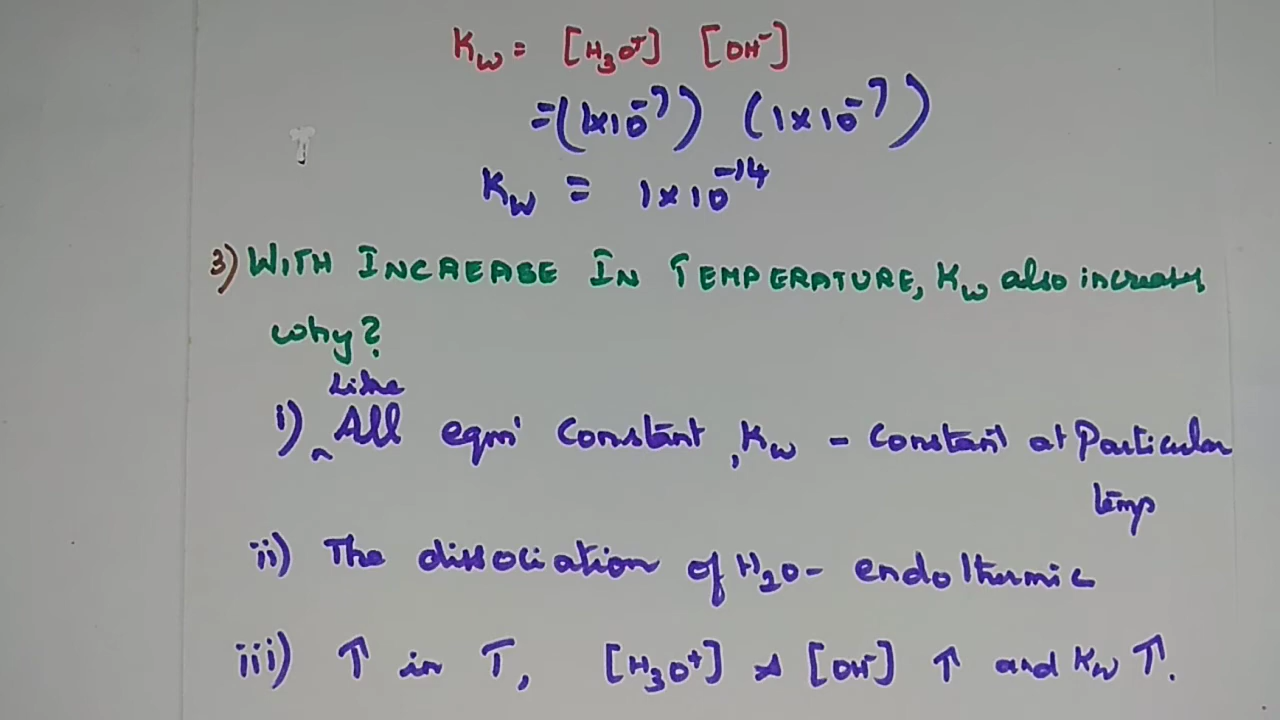 Kw = [H₃O⁺] [OH⁻]
=(1×10⁻⁷) (1×10⁻⁷)
Kw = 1×10⁻¹⁴
3) WITH INCREASE IN TEMPERATURE, Kw also increases
why?
Like
i) ‸ All eqm' Constant, Kw - Constant at Particular
temp
ii) The dissociation of H₂O - endothermic
iii) ↑ in T, [H₃O⁺] & [OH⁻] ↑ and Kw ↑.